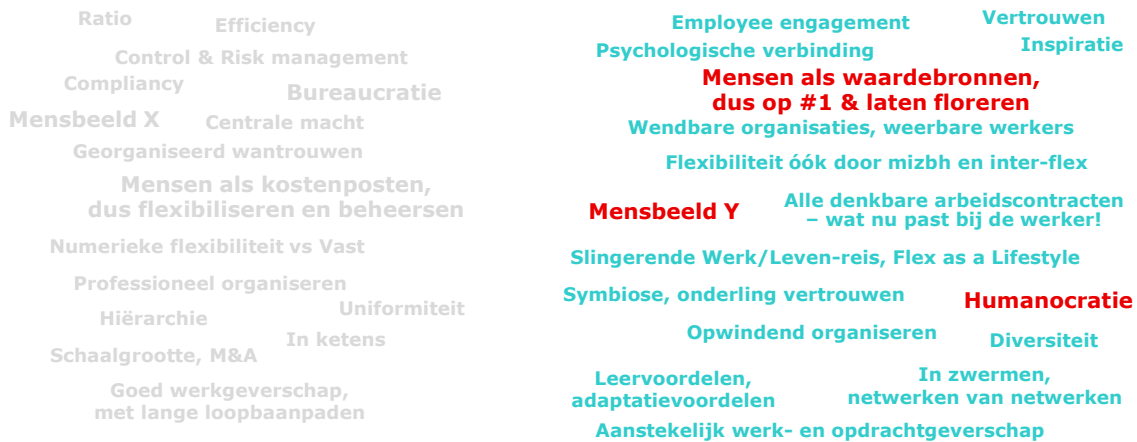 Ratio
Efficiency
Control & Risk management
Compliancy
Bureaucratie
Mensbeeld X
Centrale macht
Georganiseerd wantrouwen
Mensen als kostenposten,
dus flexibiliseren en beheersen
Numerieke flexibiliteit vs Vast
Professioneel organiseren
Uniformiteit
Hiërarchie
In ketens
Schaalgrootte, M&A
Goed werkgeverschap,
met lange loopbaanpaden
Employee engagement
Vertrouwen
Psychologische verbinding
Inspiratie
Mensen als waardebronnen,
dus op #1 & laten floreren
Wendbare organisaties, weerbare werkers
Flexibiliteit óók door mizbh en inter-flex
Mensbeeld Y
Alle denkbare arbeidscontracten
– wat nu past bij de werker!
Slingerende Werk/Leven-reis, Flex as a Lifestyle
Symbiose, onderling vertrouwen
Humanocratie
Opwindend organiseren
Diversiteit
Leervoordelen,
adaptatievoordelen
In zwermen,
netwerken van netwerken
Aanstekelijk werk- en opdrachtgeverschap